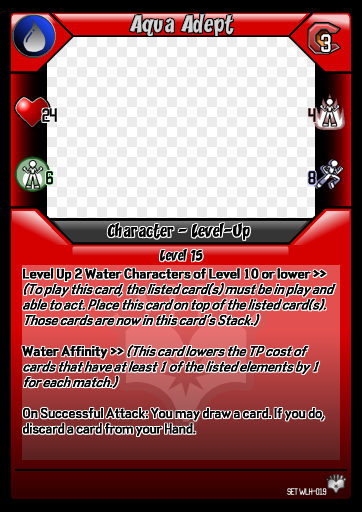 Aqua Adept
3
24
4
6
8
Character - Level-Up
Level 15
Level Up 2 Water Characters of Level 10 or lower >>
(To play this card, the listed card(s) must be in play and
able to act. Place this card on top of the listed card(s).
Those cards are now in this card's Stack.)
Water Affinity >> (This card lowers the TP cost of
cards that have at least 1 of the listed elements by 1
for each match.)
On Successful Attack: You may draw a card. If you do,
discard a card from your Hand.
SET WLH-019